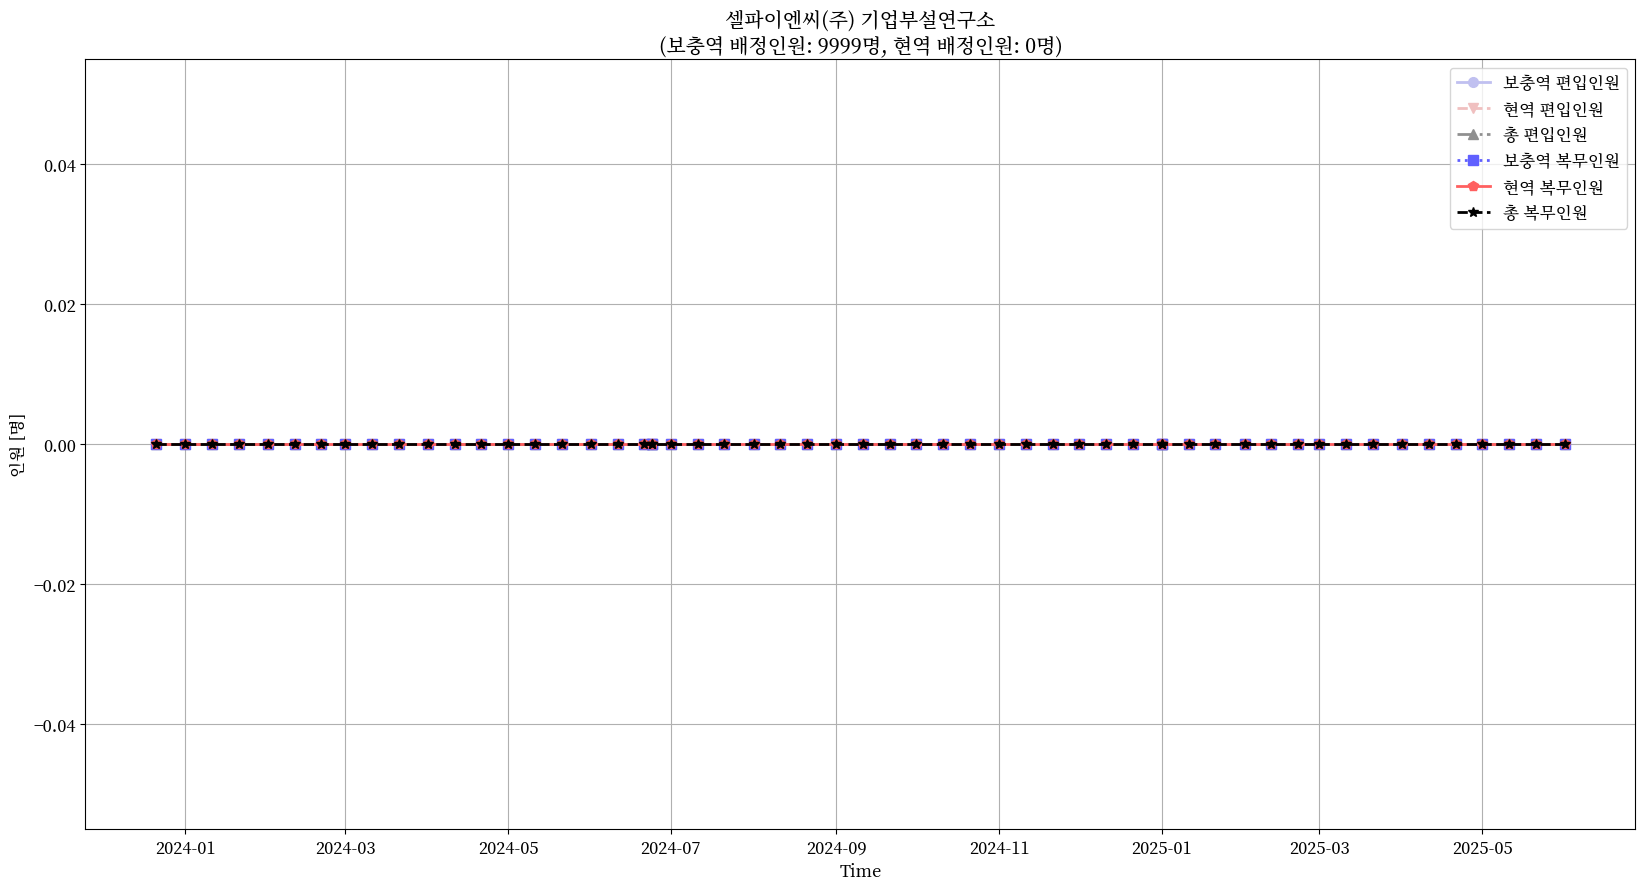 셀파이엔씨(주) 기업부설연구소
(보충역 배정인원: 9999명, 현역 배정인원: 0명)
보충역 편입인원
현역 편입인원
총 편입인원
보충역 복무인원
현역 복무인원
총 복무인원
인원 [명]
0.04
0.02
0.00
−0.02
−0.04
2024-01
2024-03
2024-05
2024-07
2024-09
2024-11
2025-01
2025-03
2025-05
Time